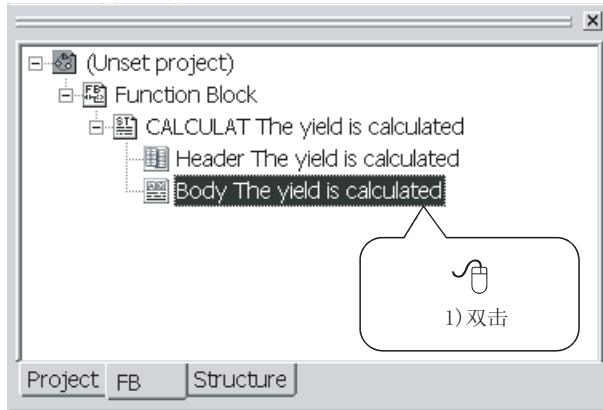 (Unset project)
Function Block
CALCULAT The yield is calculated
Header The yield is calculated
Body The yield is calculated
1)双击
Project FB Structure